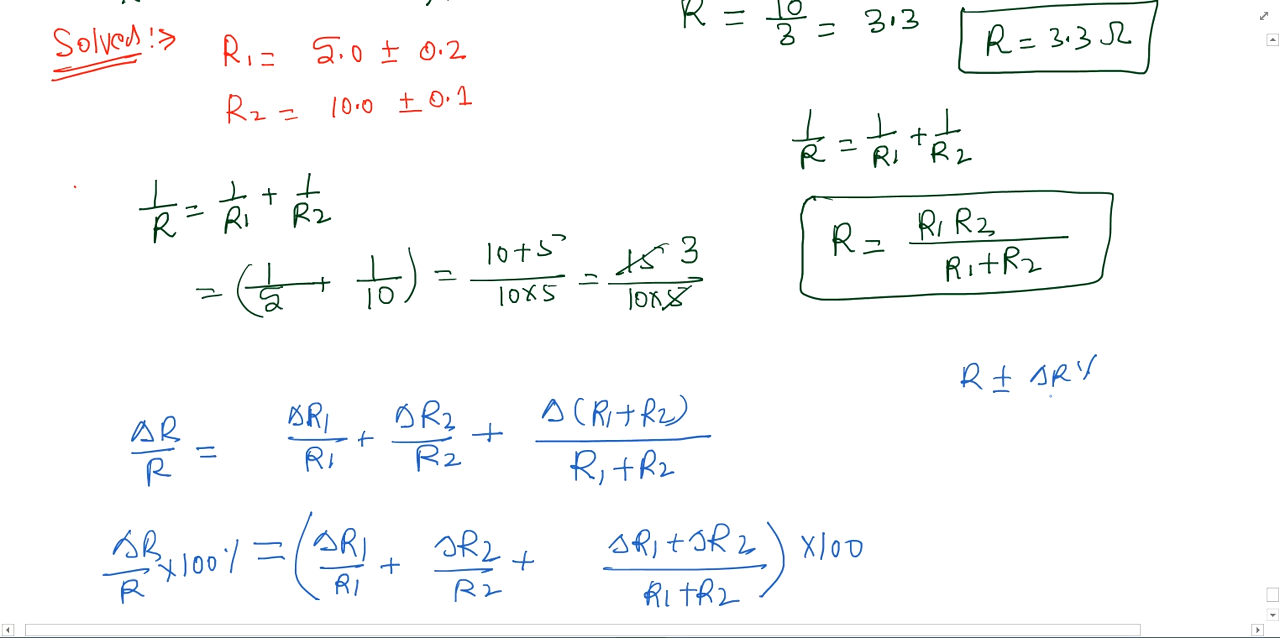 R = 10/3 = 3.3
R = 3.3 Ω
Solved :>
R1 = 5.0 ± 0.2
R2 = 10.0 ± 0.1
1/R = 1/R1 + 1/R2
R = R1 R2 / R1+R2
1/R = 1/R1 + 1/R2
= (1/5 + 1/10) = 10+5 / 10×5 = 15 3 / 10×5
R ± ΔR %
ΔR/R = ΔR1/R1 + ΔR2/R2 + Δ(R1+R2) / R1+R2
ΔR/R ×100 % = (ΔR1/R1 + ΔR2/R2 + ΔR1+ΔR2 / R1+R2) ×100